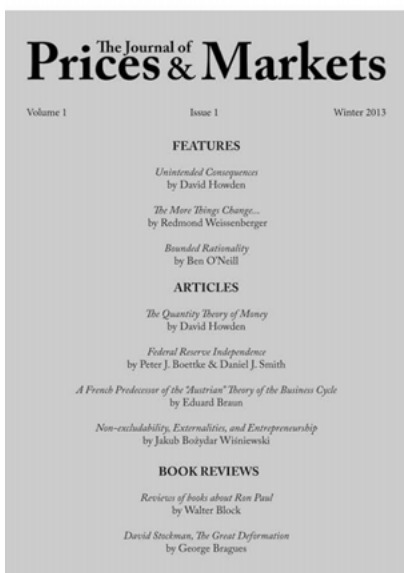 The Journal of
Prices & Markets
Volume 1 Issue 1 Winter 2013
FEATURES
Unintended Consequences
by David Howden
The More Things Change...
by Redmond Weissenberger
Bounded Rationality
by Ben O'Neill
ARTICLES
The Quantity Theory of Money
by David Howden
Federal Reserve Independence
by Peter J. Boettke & Daniel J. Smith
A French Predecessor of the 'Austrian' Theory of the Business Cycle
by Eduard Braun
Non-excludability, Externalities, and Entrepreneurship
by Jakub Bożydar Wiśniewski
BOOK REVIEWS
Reviews of books about Ron Paul
by Walter Block
David Stockman, The Great Deformation
by George Bragues